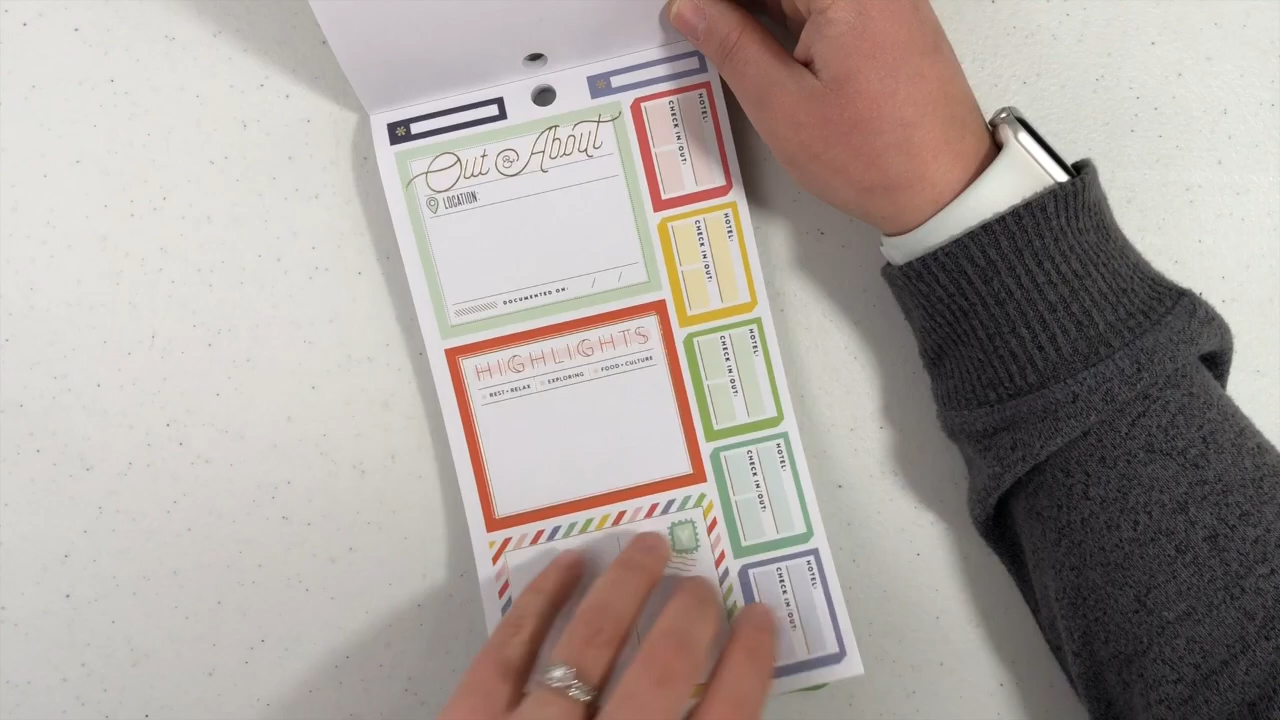 Out & About
LOCATION:
DOCUMENTED ON: / /
HIGHLIGHTS
REST + RELAX EXPLORING FOOD + CULTURE
HOTEL:
CHECK IN/OUT:
HOTEL:
CHECK IN/OUT:
HOTEL:
CHECK IN/OUT:
HOTEL:
CHECK IN/OUT:
HOTEL:
CHECK IN/OUT: